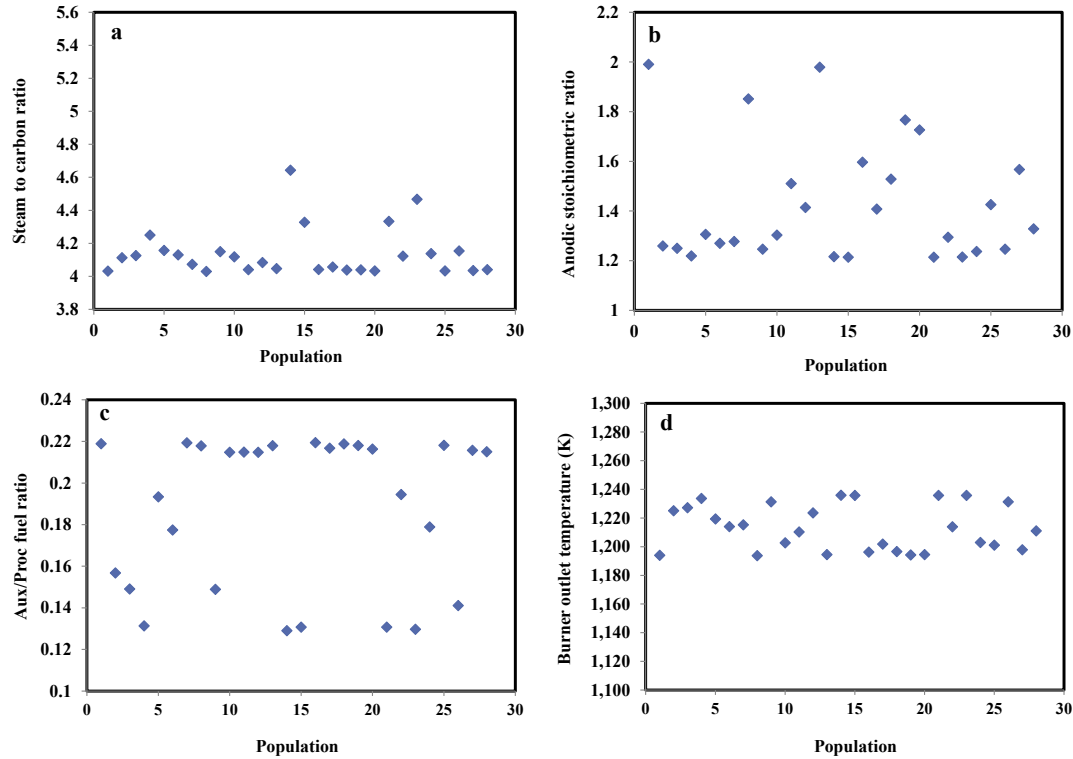 a
5.6
5.4
5.2
5
4.8
4.6
4.4
4.2
4
3.8
Steam to carbon ratio
0 5 10 15 20 25 30
Population
b
2.2
2
1.8
1.6
1.4
1.2
1
Anodic stoichiometric ratio
0 5 10 15 20 25 30
Population
c
0.24
0.22
0.2
0.18
0.16
0.14
0.12
0.1
Aux/Proc fuel ratio
0 5 10 15 20 25 30
Population
d
1,300
1,280
1,260
1,240
1,220
1,200
1,180
1,160
1,140
1,120
1,100
Burner outlet temperature (K)
0 5 10 15 20 25 30
Population